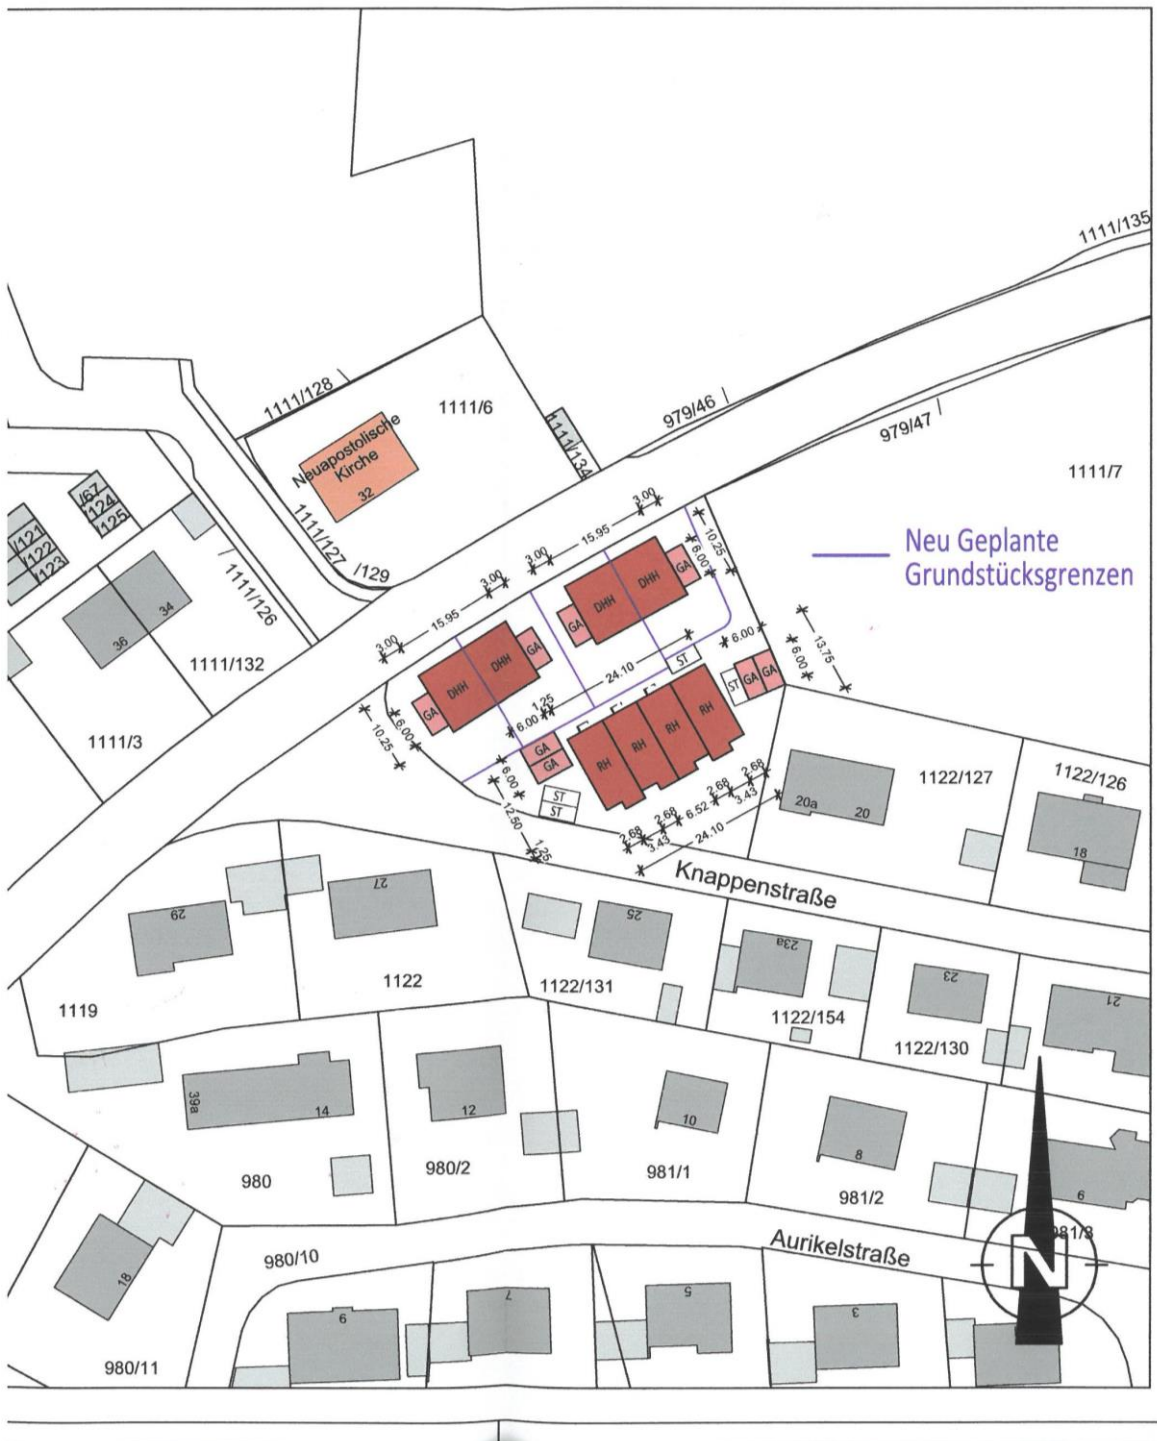 1111/135
1111/128
1111/6
979/46
979/47
1111/7
Neuapostolische
Kirche
32
1111/134
/67
/124
/125
/121
/122
/123
1111/127
/129
1111/126
34
36
1111/132
1111/3
Neu Geplante
Grundstücksgrenzen
3.00
15.95
3.00
3.00
15.95
3.00
10.25
6.00
GA
DHH
DHH
GA
GA
DHH
DHH
GA
6.00
10.25
6.00
13.75
6.00
24.10
1.25
6.00
ST
ST
GA
GA
GA
GA
RH
RH
RH
RH
6.00
12.50
1.25
ST
ST
2.68
3.43
2.68
6.52
2.68
3.43
2.68
24.10
20a
20
1122/127
1122/126
18
Knappenstraße
29
27
25
23a
23
21
1119
1122
1122/131
1122/154
1122/130
39a
14
12
10
8
6
980
980/2
981/1
981/2
981/3
N
Aurikelstraße
980/10
18
980/11
9
7
5
3